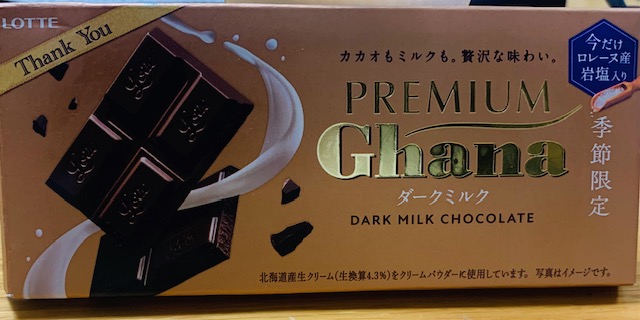 LOTTE
Thank You
カカオもミルクも。贅沢な味わい。
PREMIUM
Ghana
ダークミルク
DARK MILK CHOCOLATE
今だけ
ロレーヌ産
岩塩入り
季節限定
北海道産生クリーム(生換算4.3%)をクリームパウダーに使用しています。 写真はイメージです。